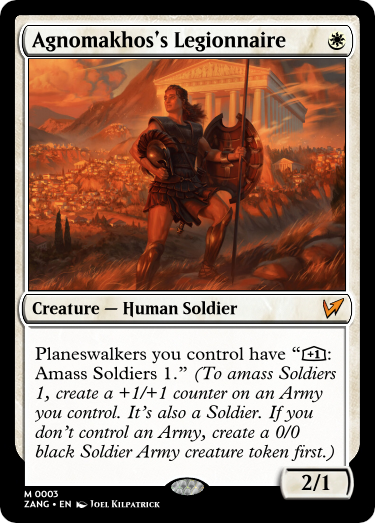 Agnomakhos's Legionnaire
Creature — Human Soldier
Planeswalkers you control have “+1:
Amass Soldiers 1.” (To amass Soldiers
1, create a +1/+1 counter on an Army
you control. It's also a Soldier. If you
don't control an Army, create a 0/0
black Soldier Army creature token first.)
2/1
M 0003
ZANG • EN Joel Kilpatrick